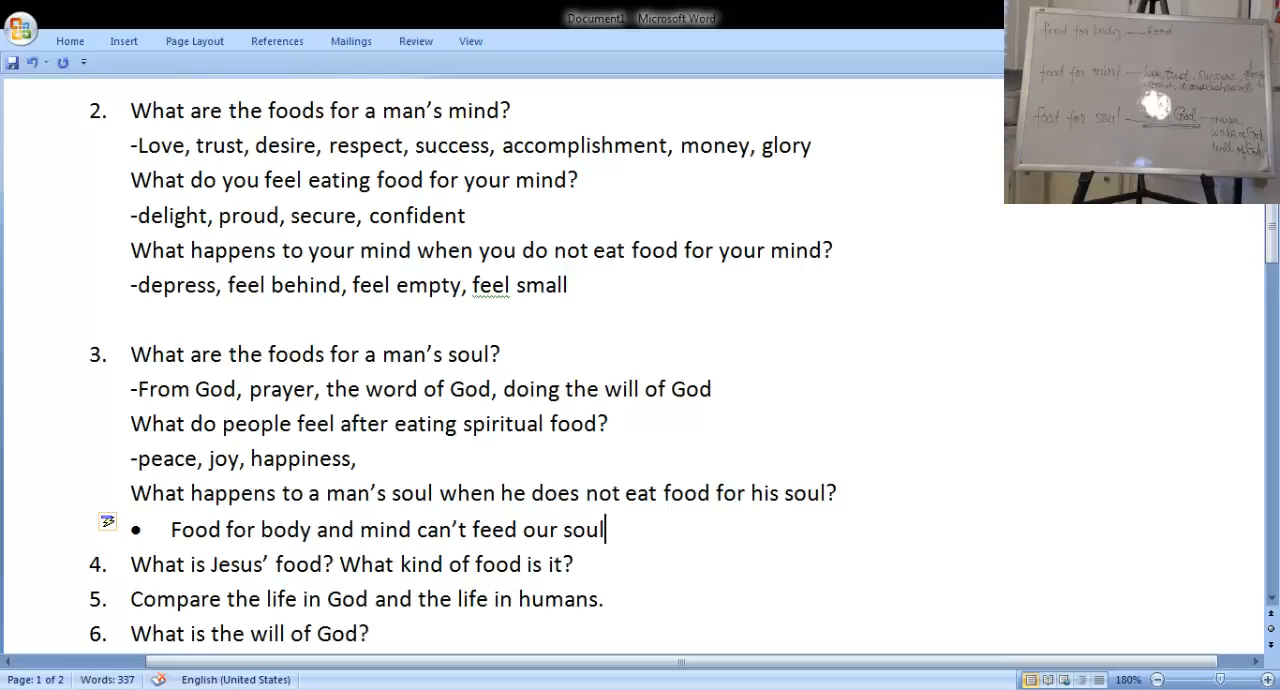 Document1 - Microsoft Word
Home Insert Page Layout References Mailings Review View
2. What are the foods for a man's mind?
-Love, trust, desire, respect, success, accomplishment, money, glory
What do you feel eating food for your mind?
-delight, proud, secure, confident
What happens to your mind when you do not eat food for your mind?
-depress, feel behind, feel empty, feel small
3. What are the foods for a man's soul?
-From God, prayer, the word of God, doing the will of God
What do people feel after eating spiritual food?
-peace, joy, happiness,
What happens to a man's soul when he does not eat food for his soul?
• Food for body and mind can't feed our soul
4. What is Jesus' food? What kind of food is it?
5. Compare the life in God and the life in humans.
6. What is the will of God?
Page: 1 of 2 Words: 337 English (United States) 180%
food for body — food
food for mind — love, trust, success, glory
food for soul — God
will of God